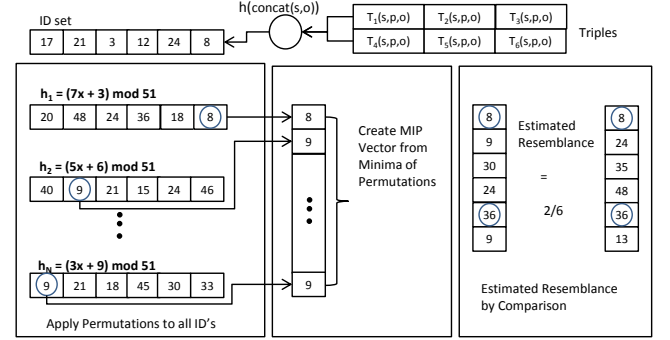 h(concat(s,o))
ID set
17 21 3 12 24 8
T1(s,p,o) T2(s,p,o) T3(s,p,o)
T4(s,p,o) T5(s,p,o) T6(s,p,o)
Triples
h1 = (7x + 3) mod 51
20 48 24 36 18 8
h2 = (5x + 6) mod 51
40 9 21 15 24 46
hN = (3x + 9) mod 51
9 21 18 45 30 33
Apply Permutations to all ID's
8
9
9
Create MIP
Vector from
Minima of
Permutations
8
9
30
24
36
9
Estimated
Resemblance
=
2/6
8
24
35
48
36
13
Estimated Resemblance
by Comparison